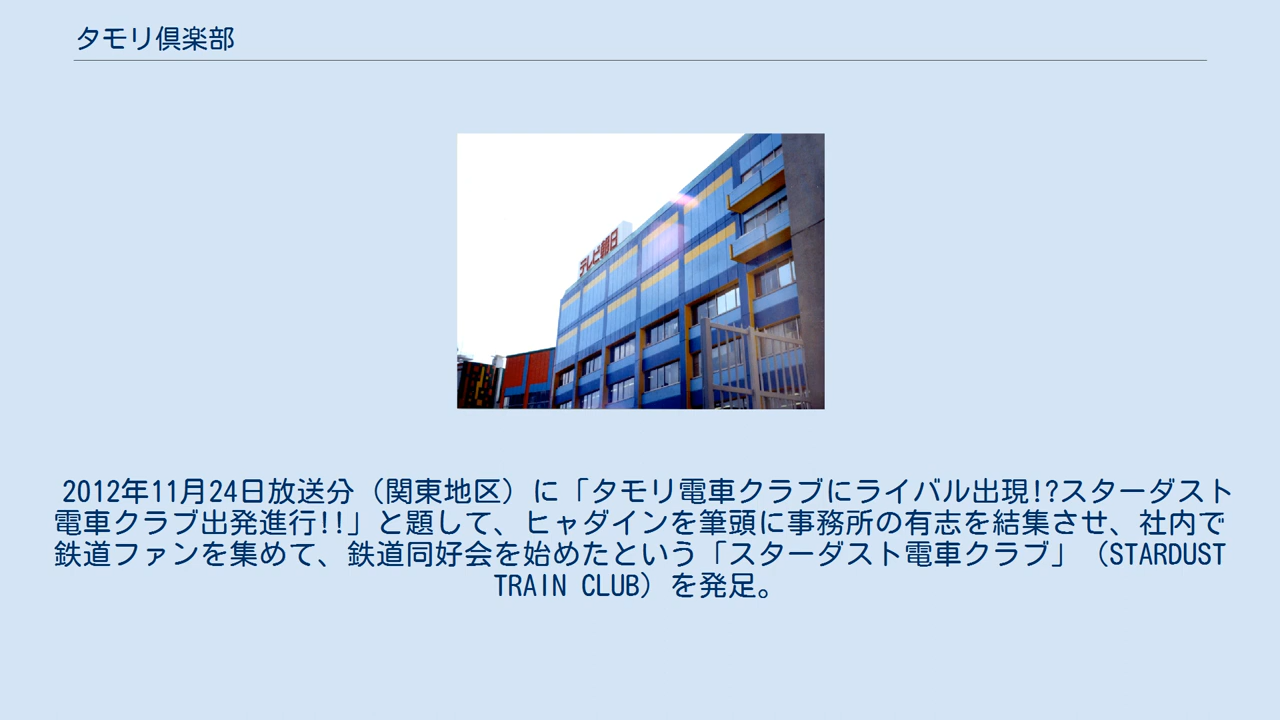 タモリ倶楽部
テレビ朝日
2012年11月24日放送分（関東地区）に「タモリ電車クラブにライバル出現!?スターダスト
電車クラブ出発進行!!」と題して、ヒャダインを筆頭に事務所の有志を結集させ、社内で
鉄道ファンを集めて、鉄道同好会を始めたという「スターダスト電車クラブ」（STARDUST
TRAIN CLUB）を発足。